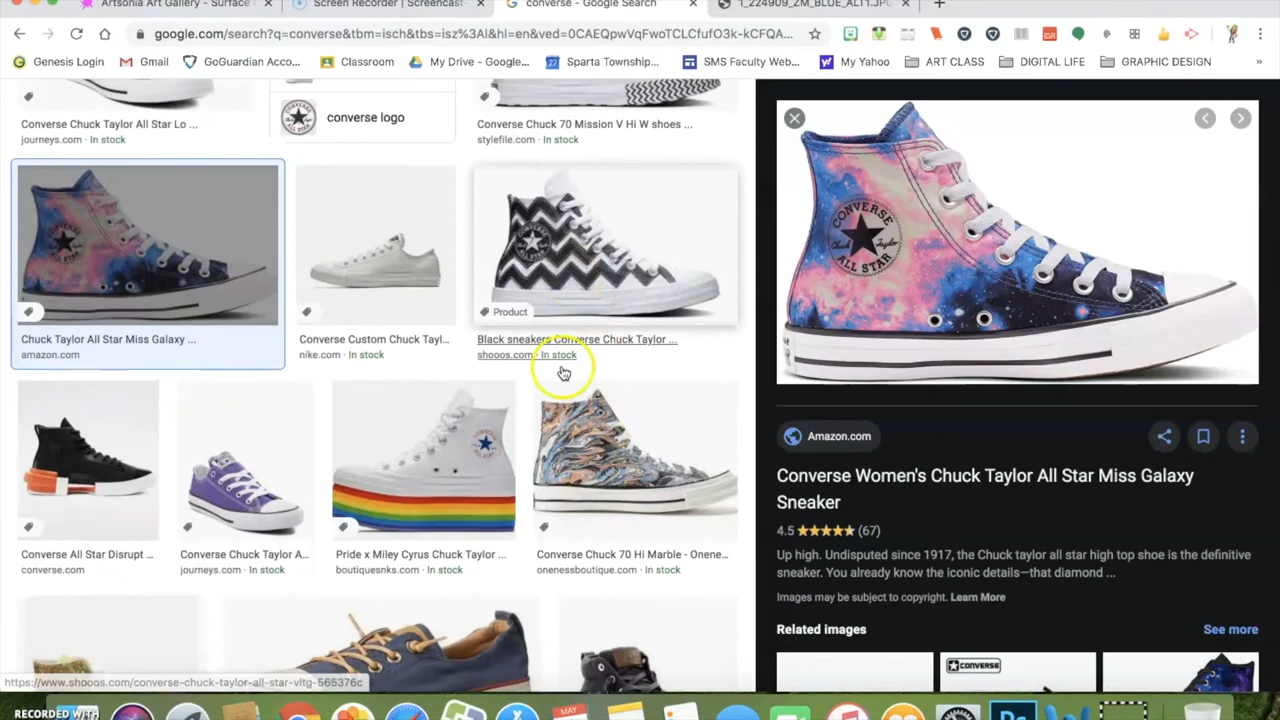 Artsonia Art Gallery - Surface
Screen Recorder | Screencast-
converse - Google Search
1_224909_ZM_BLUE_ALT1.JPG
google.com/search?q=converse&tbm=isch&tbs=isz%3Al&hl=en&ved=0CAEQpwVqFwoTCLCfufO3k-kCFQA...
Genesis Login
Gmail
GoGuardian Acco...
Classroom
My Drive - Google...
Sparta Township...
SMS Faculty Web...
My Yahoo
ART CLASS
DIGITAL LIFE
GRAPHIC DESIGN
»
converse logo
Converse Chuck Taylor All Star Lo ...
journeys.com · In stock
Converse Chuck 70 Mission V Hi W shoes ...
stylefile.com · In stock
Product
Chuck Taylor All Star Miss Galaxy ...
amazon.com
Converse Custom Chuck Tayl...
nike.com · In stock
Black sneakers Converse Chuck Taylor ...
shooos.com · In stock
Converse All Star Disrupt ...
converse.com
Converse Chuck Taylor A...
journeys.com · In stock
Pride x Miley Cyrus Chuck Taylor ...
boutiquesnks.com · In stock
Converse Chuck 70 Hi Marble - Onene...
onenessboutique.com · In stock
CONVERSE
Chuck Taylor
ALL STAR
Amazon.com
Converse Women's Chuck Taylor All Star Miss Galaxy
Sneaker
4.5 ★★★★★ (67)
Up high. Undisputed since 1917, the Chuck taylor all star high top shoe is the definitive
sneaker. You already know the iconic details—that diamond ...
Images may be subject to copyright. Learn More
Related images
See more
CONVERSE
https://www.shooos.com/converse-chuck-taylor-all-star-vltg-565376c
RECORDED WITH
MAY